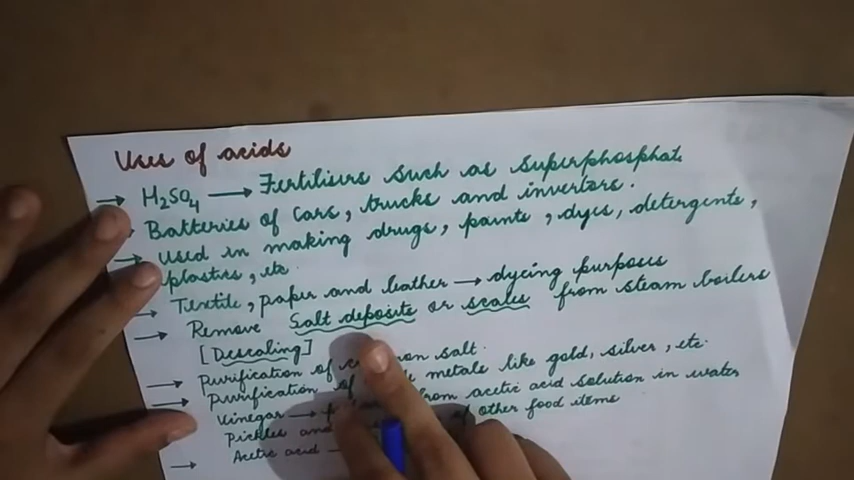 Uses of acids
→ H₂SO₄ → Fertilisers such as superphosphate
Batteries of cars, trucks and invertors.
→ used in making drugs, paints, dyes, detergents,
plastics, etc.
→ Textile, paper and leather → dyeing purposes
→ Remove Salt deposits or scales from steam boilers
[Descaling]
→ Purification of common salt.
→ purification of metals like gold, silver, etc.
Vinegar → from acetic acid solution in water
Pickles and other food items
→ Acetic acid